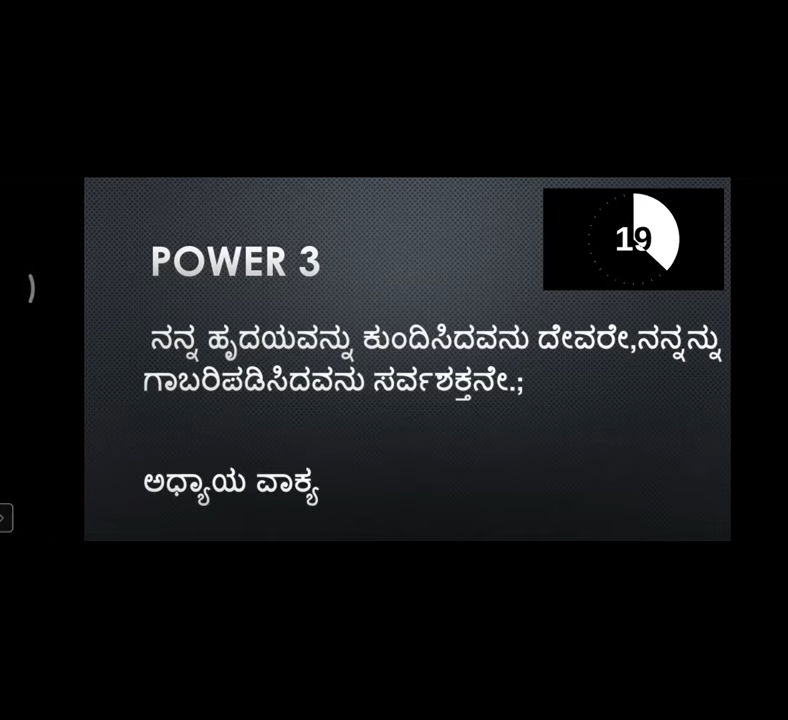 19
POWER 3
ನನ್ನ ಹೃದಯವನ್ನು ಕುಂದಿಸಿದವನು ದೇವರೇ,ನನ್ನನ್ನು
ಗಾಬರಿಪಡಿಸಿದವನು ಸರ್ವಶಕ್ತನೇ.;
ಅಧ್ಯಾಯ ವಾಕ್ಯ